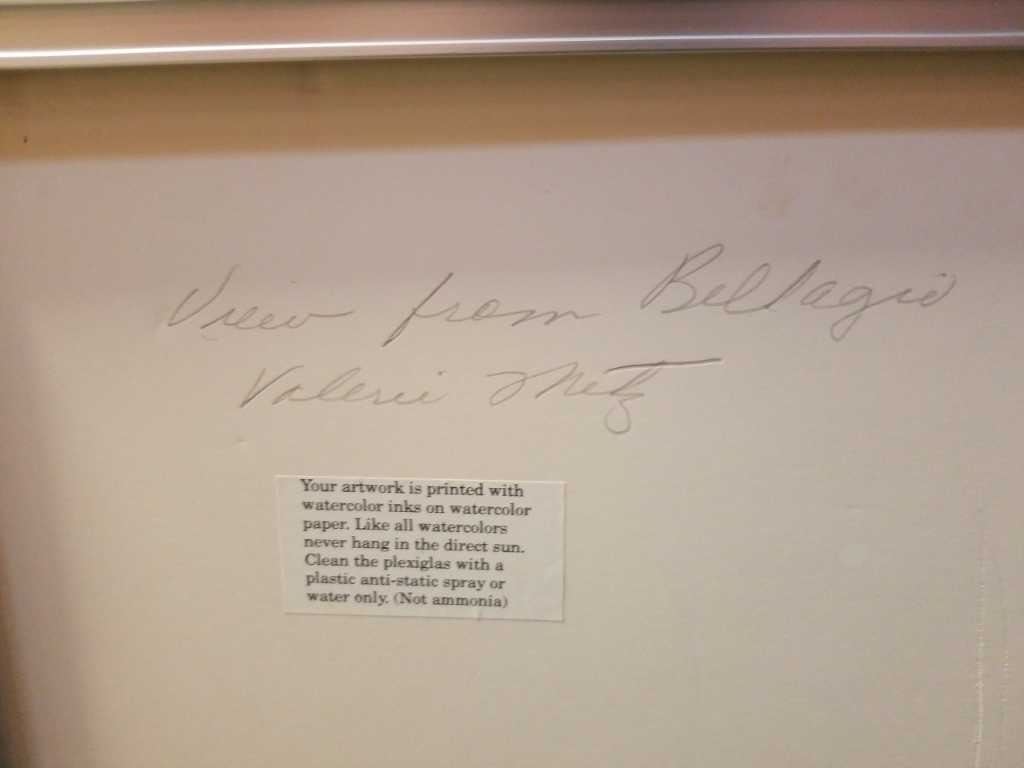 View from Bellagio
Valerie Metz
Your artwork is printed with
watercolor inks on watercolor
paper. Like all watercolors
never hang in the direct sun.
Clean the plexiglas with a
plastic anti-static spray or
water only. (Not ammonia)